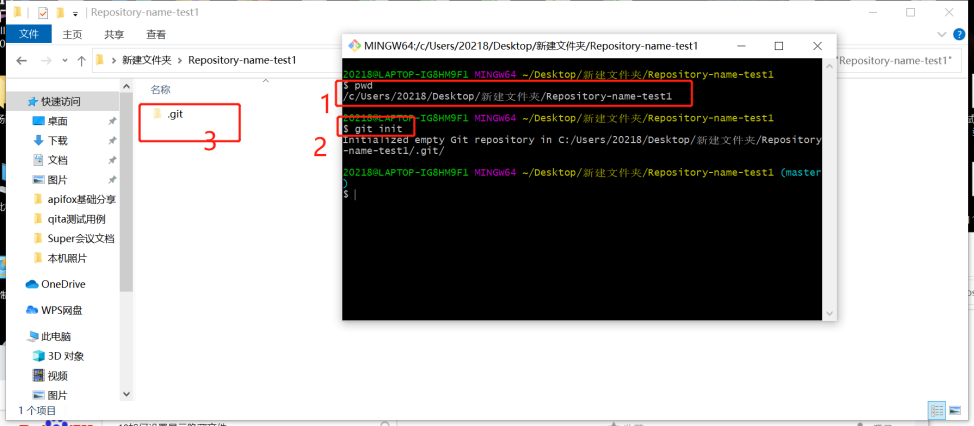 Repository-name-test1
文件
主页
共享
查看
新建文件夹 > Repository-name-test1
Repository-name-test1"
名称
快速访问
桌面
下载
文档
图片
apifox基础分享
qita测试用例
Super会议文档
本机照片
OneDrive
WPS网盘
此电脑
3D 对象
视频
图片
1 个项目
.git
3
MINGW64:/c/Users/20218/Desktop/新建文件夹/Repository-name-test1
20218@LAPTOP-IG8HM9F1 MINGW64 ~/Desktop/新建文件夹/Repository-name-test1
$ pwd
/c/Users/20218/Desktop/新建文件夹/Repository-name-test1
1
20218@LAPTOP-IG8HM9F1 MINGW64 ~/Desktop/新建文件夹/Repository-name-test1
$ git init
2
Initialized empty Git repository in C:/Users/20218/Desktop/新建文件夹/Repository
-name-test1/.git/
20218@LAPTOP-IG8HM9F1 MINGW64 ~/Desktop/新建文件夹/Repository-name-test1 (master
)
$